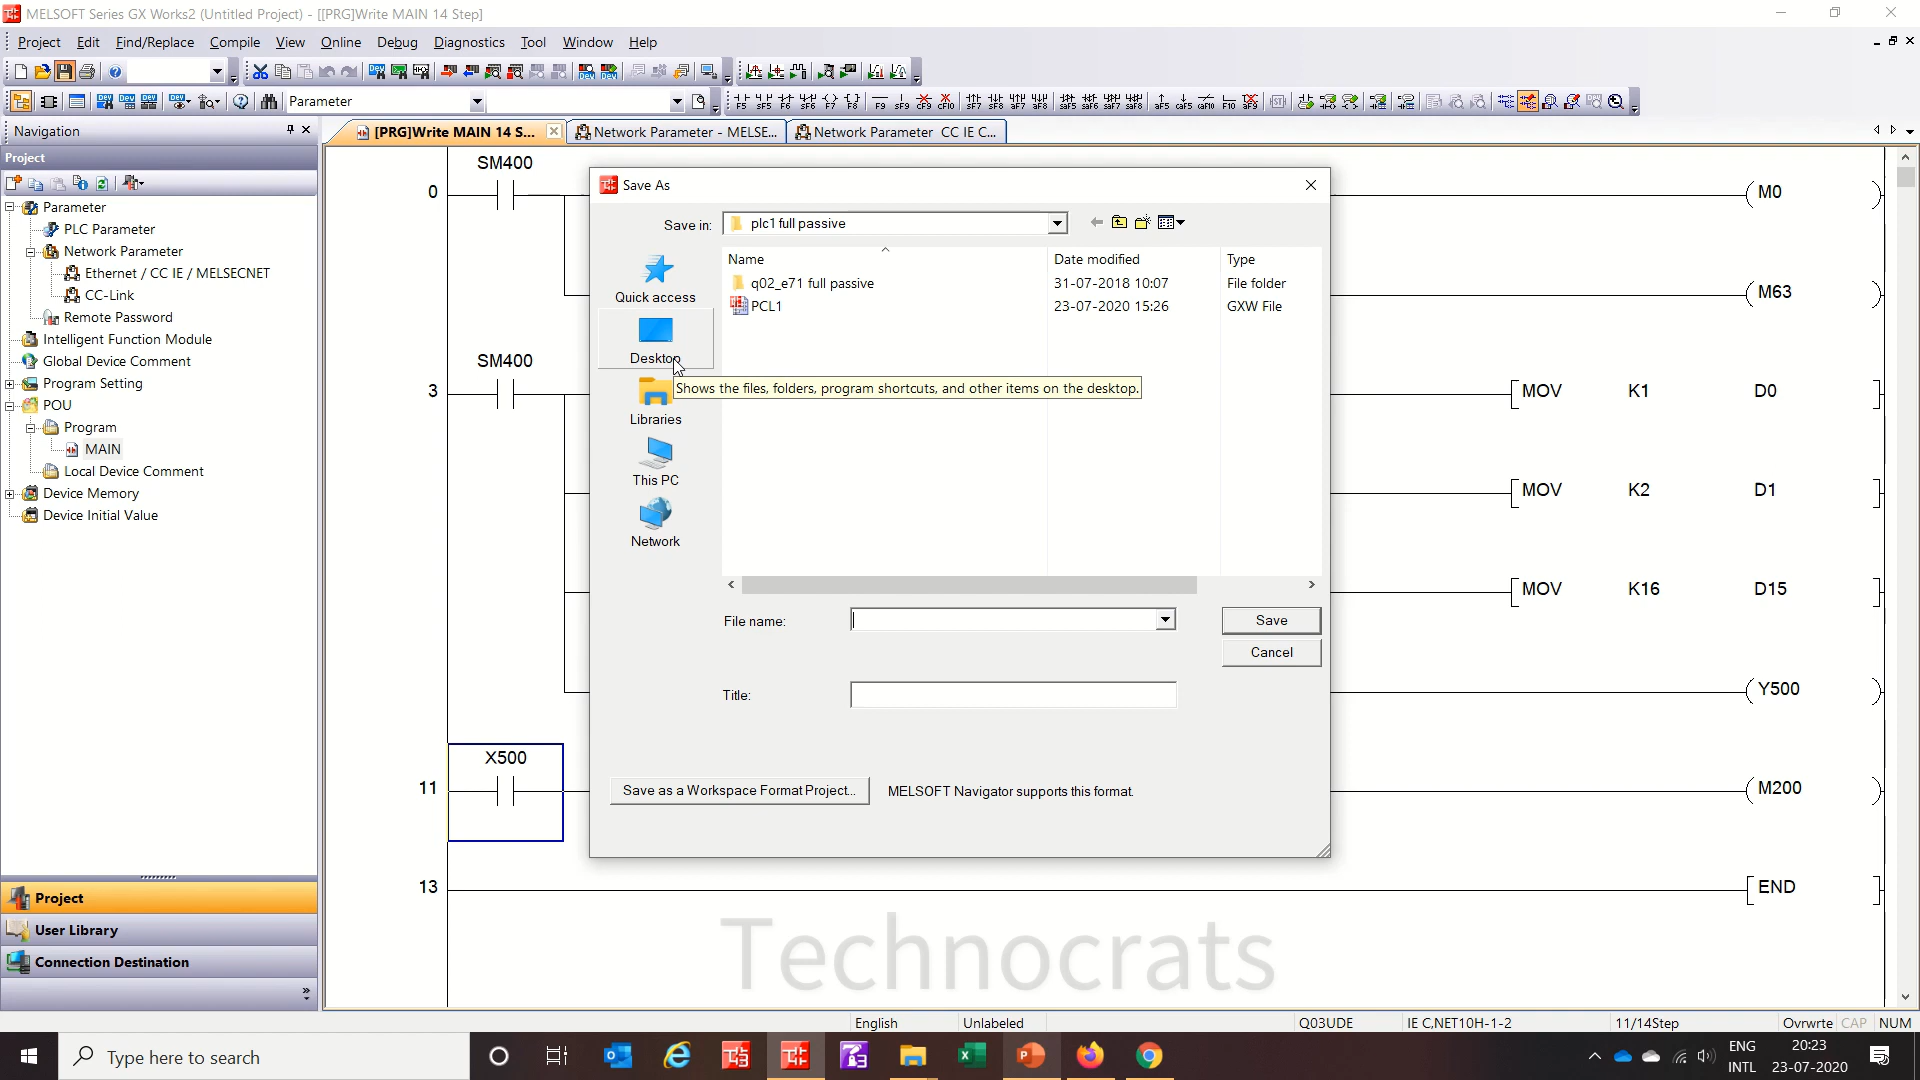 MELSOFT Series GX Works2 (Untitled Project) - [[PRG]Write MAIN 14 Step]
Project Edit Find/Replace Compile View Online Debug Diagnostics Tool Window Help
Parameter
Navigation
[PRG]Write MAIN 14 S...
Network Parameter - MELSE...
Network Parameter CC IE C...
Project
Parameter
PLC Parameter
Network Parameter
Ethernet / CC IE / MELSECNET
CC-Link
Remote Password
Intelligent Function Module
Global Device Comment
Program Setting
POU
Program
MAIN
Local Device Comment
Device Memory
Device Initial Value
Project
User Library
Connection Destination
SM400
0
M0
M63
SM400
3
MOV K1 D0
MOV K2 D1
MOV K16 D15
Y500
X500
11
M200
13
END
Save As
Save in:
plc1 full passive
Name Date modified Type
q02_e71 full passive 31-07-2018 10:07 File folder
PCL1 23-07-2020 15:26 GXW File
Quick access
Desktop
Shows the files, folders, program shortcuts, and other items on the desktop.
Libraries
This PC
Network
File name:
Save
Cancel
Title:
Save as a Workspace Format Project...
MELSOFT Navigator supports this format.
Technocrats
English Unlabeled Q03UDE IE C,NET10H-1-2 11/14Step Ovrwrte CAP NUM
Type here to search
ENG
INTL
20:23
23-07-2020